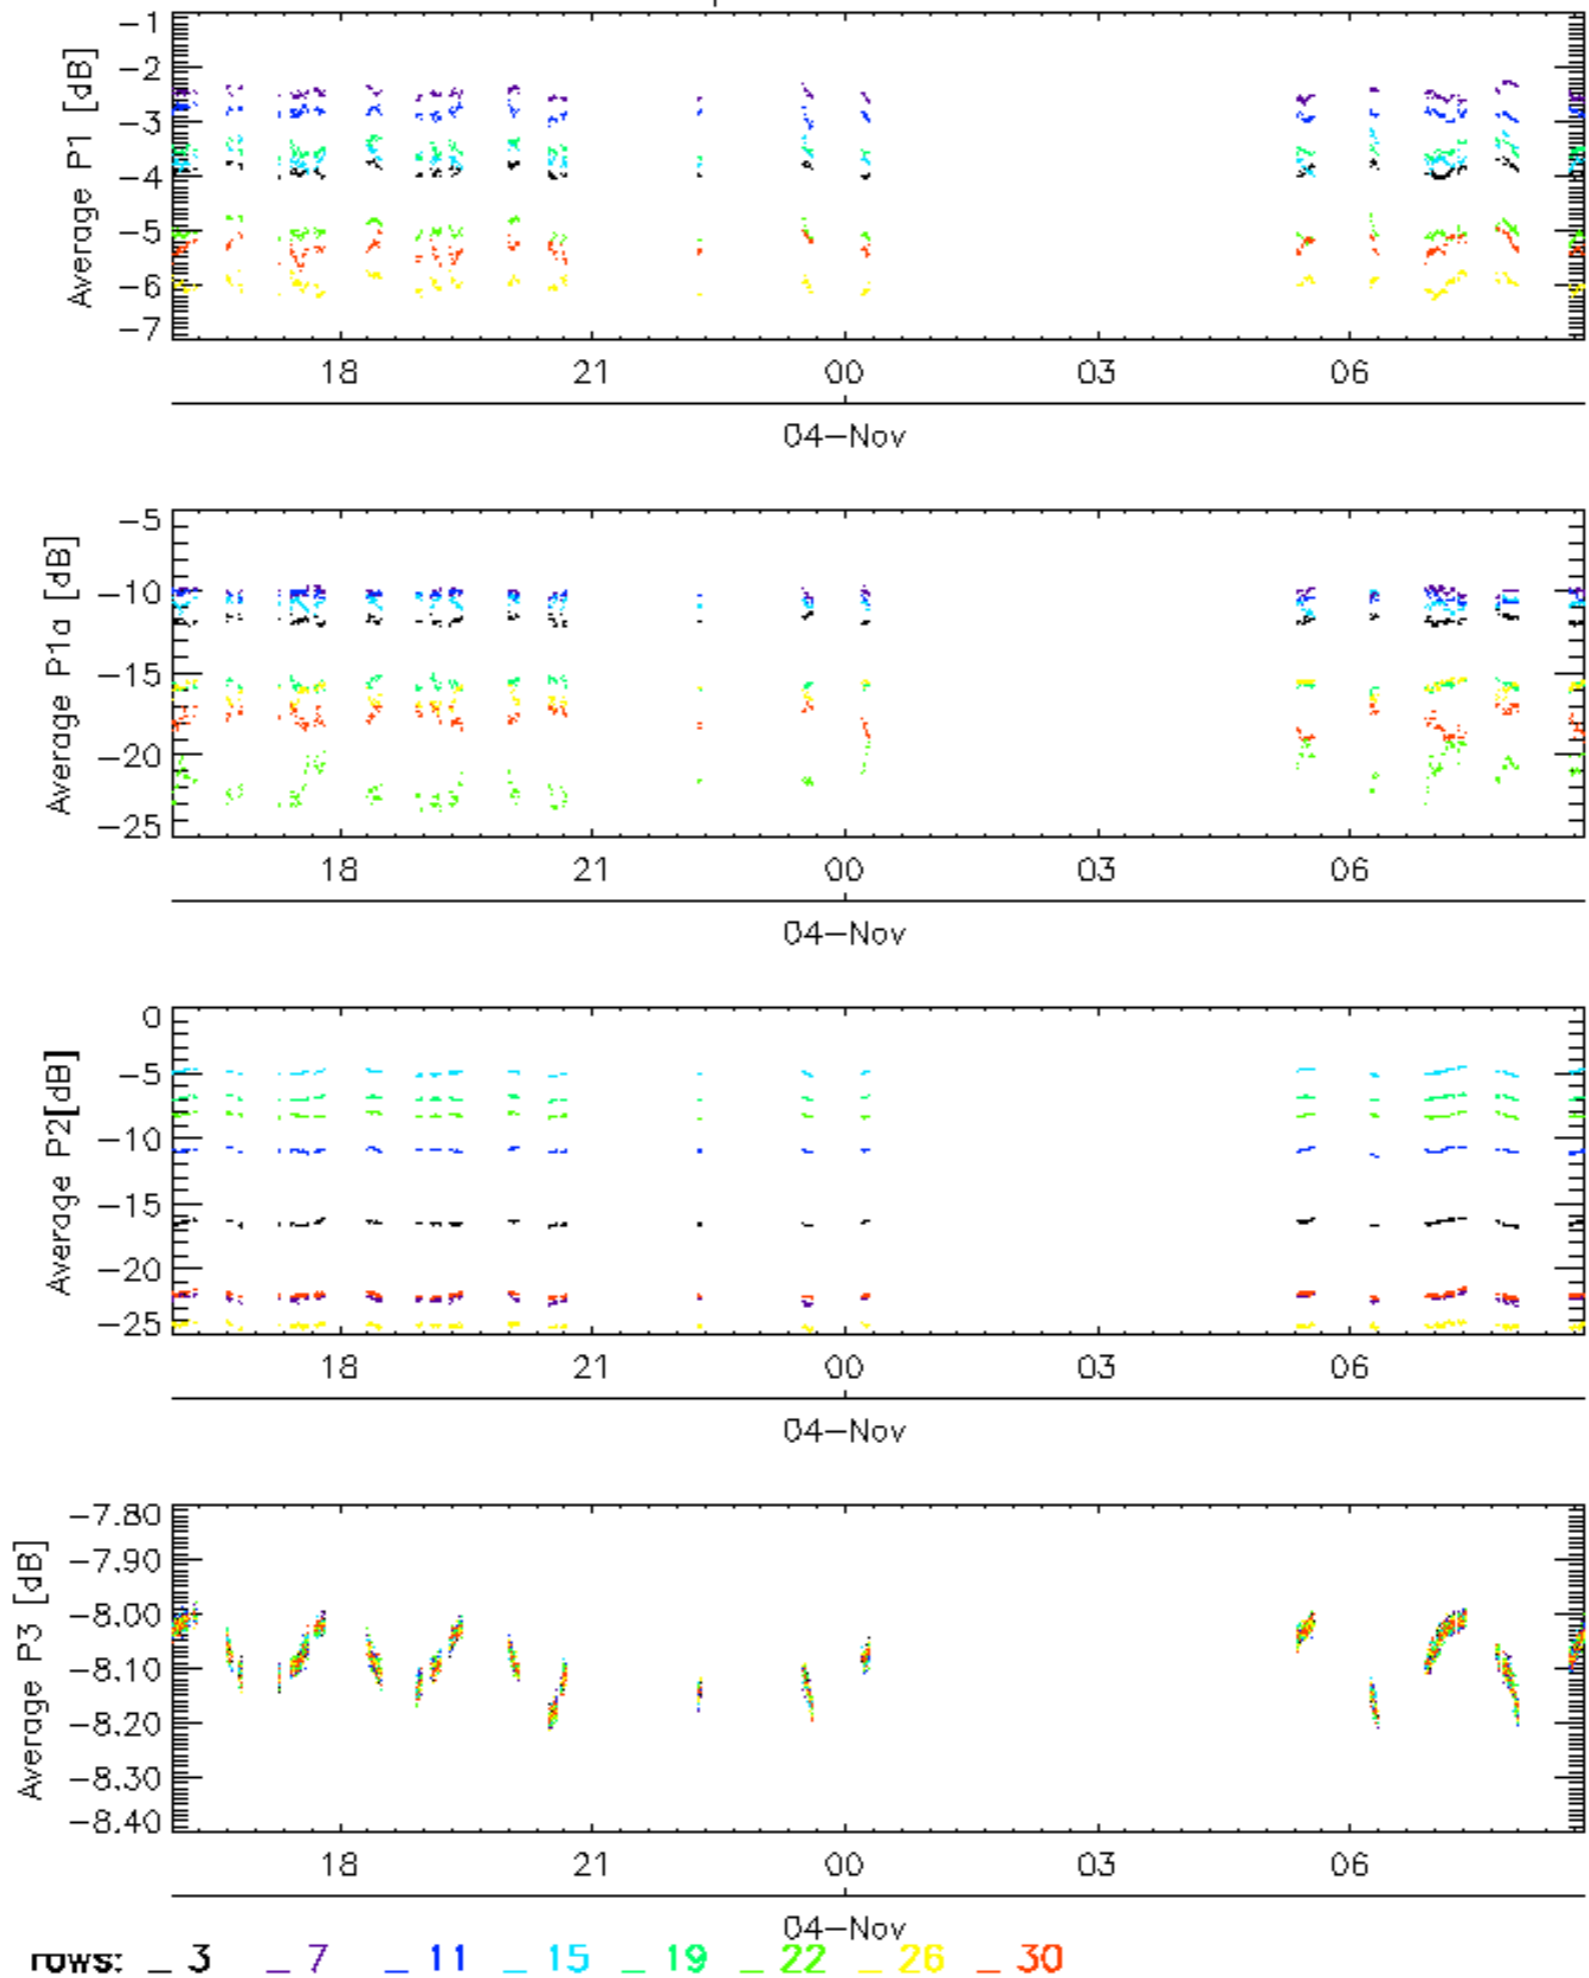 -1
-2
-3
-4
-5
-6
-7
Average P1 [dB]
18 21 00 03 06
04-Nov
-5
-10
-15
-20
-25
Average P1a [dB]
18 21 00 03 06
04-Nov
0
-5
-10
-15
-20
-25
Average P2[dB]
18 21 00 03 06
04-Nov
-7.80
-7.90
-8.00
-8.10
-8.20
-8.30
-8.40
Average P3 [dB]
18 21 00 03 06
04-Nov
rows: _ 3 _ 7 _ 11 _ 15 _ 19 _ 22 _ 26 _ 30